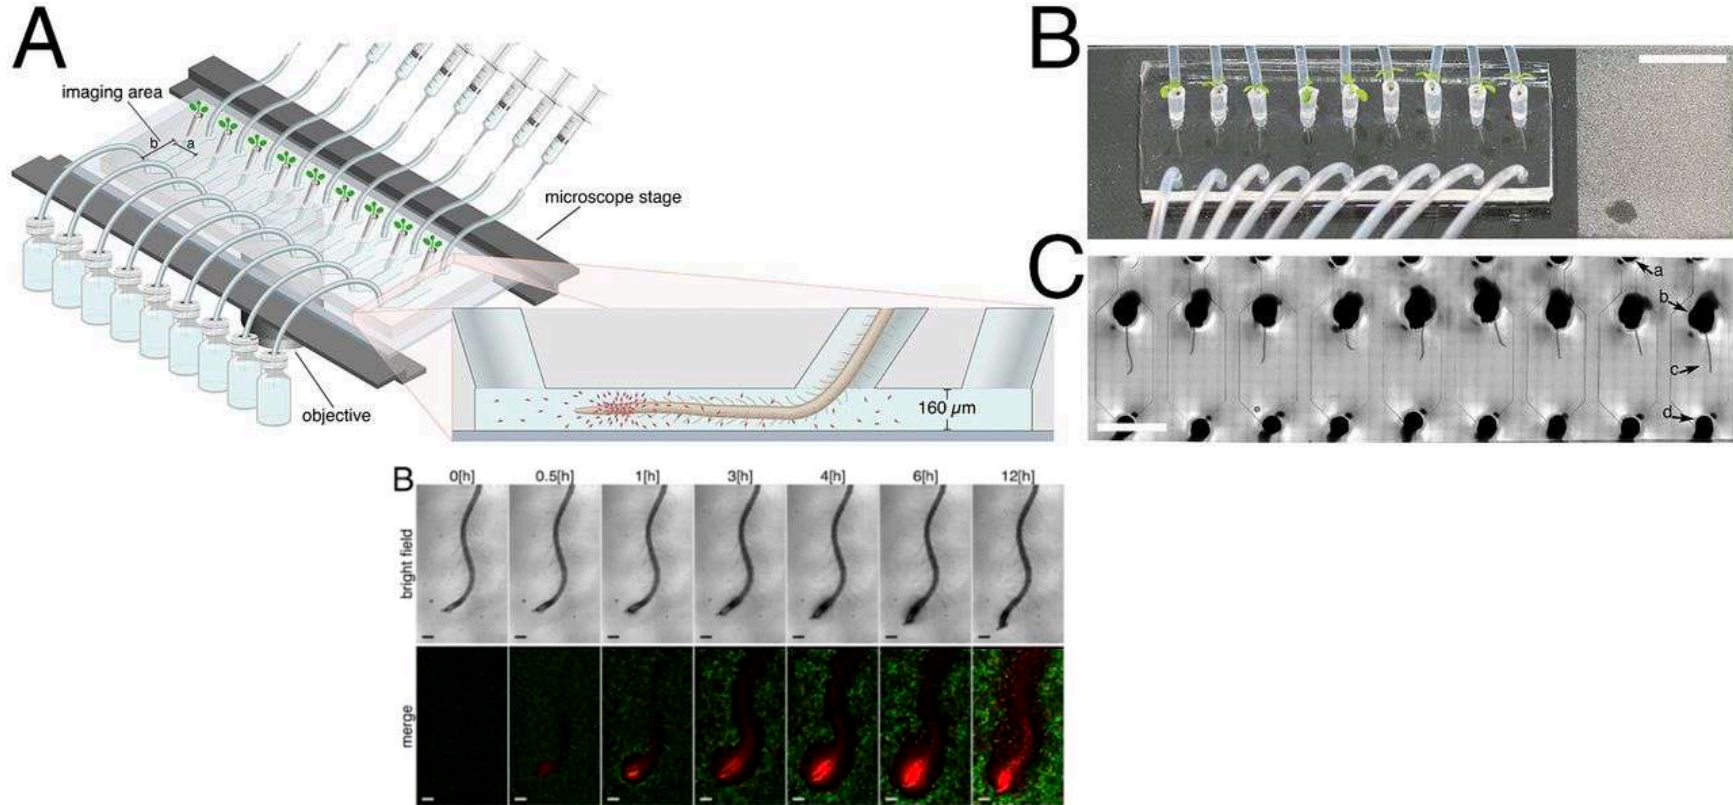 A
imaging area
b
a
microscope stage
160 µm
objective
B
C
a
b
c
d
B
0[h] 0.5[h] 1[h] 3[h] 4[h] 6[h] 12[h]
bright field
merge